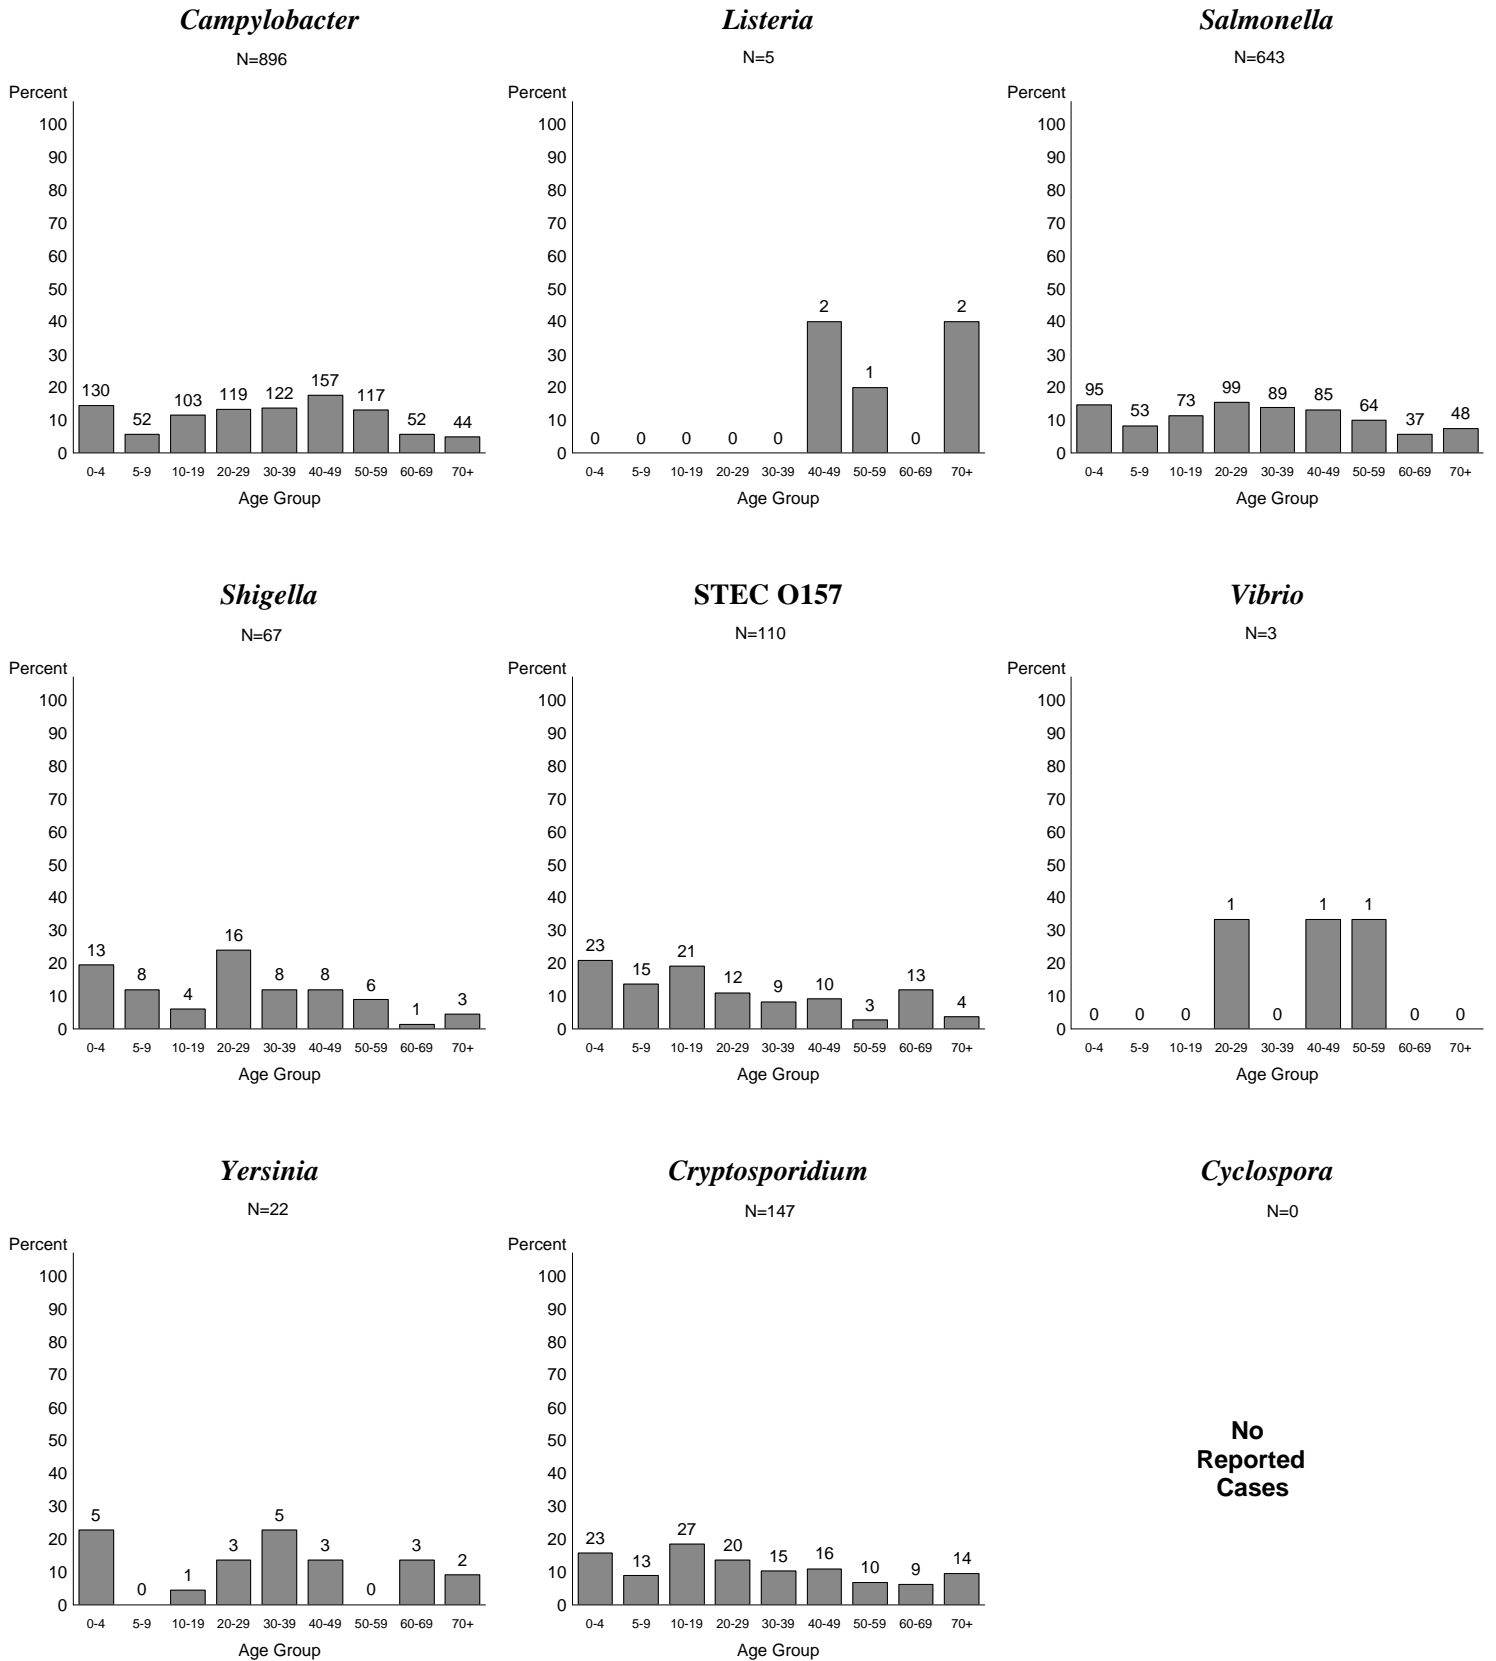 Campylobacter
N=896
Percent
100
90
80
70
60
50
40
30
20
10
0
130
52
103
119
122
157
117
52
44
0-4 5-9 10-19 20-29 30-39 40-49 50-59 60-69 70+
Age Group
Listeria
N=5
Percent
100
90
80
70
60
50
40
30
20
10
0
0 0 0 0 0 2 1 0 2
0-4 5-9 10-19 20-29 30-39 40-49 50-59 60-69 70+
Age Group
Salmonella
N=643
Percent
100
90
80
70
60
50
40
30
20
10
0
95 53 73 99 89 85 64 37 48
0-4 5-9 10-19 20-29 30-39 40-49 50-59 60-69 70+
Age Group
Shigella
N=67
Percent
100
90
80
70
60
50
40
30
20
10
0
13 8 4 16 8 8 6 1 3
0-4 5-9 10-19 20-29 30-39 40-49 50-59 60-69 70+
Age Group
STEC O157
N=110
Percent
100
90
80
70
60
50
40
30
20
10
0
23 15 21 12 9 10 3 13 4
0-4 5-9 10-19 20-29 30-39 40-49 50-59 60-69 70+
Age Group
Vibrio
N=3
Percent
100
90
80
70
60
50
40
30
20
10
0
0 0 0 1 0 1 1 0 0
0-4 5-9 10-19 20-29 30-39 40-49 50-59 60-69 70+
Age Group
Yersinia
N=22
Percent
100
90
80
70
60
50
40
30
20
10
0
5 0 1 3 5 3 0 3 2
0-4 5-9 10-19 20-29 30-39 40-49 50-59 60-69 70+
Age Group
Cryptosporidium
N=147
Percent
100
90
80
70
60
50
40
30
20
10
0
23 13 27 20 15 16 10 9 14
0-4 5-9 10-19 20-29 30-39 40-49 50-59 60-69 70+
Age Group
Cyclospora
N=0
No
Reported
Cases